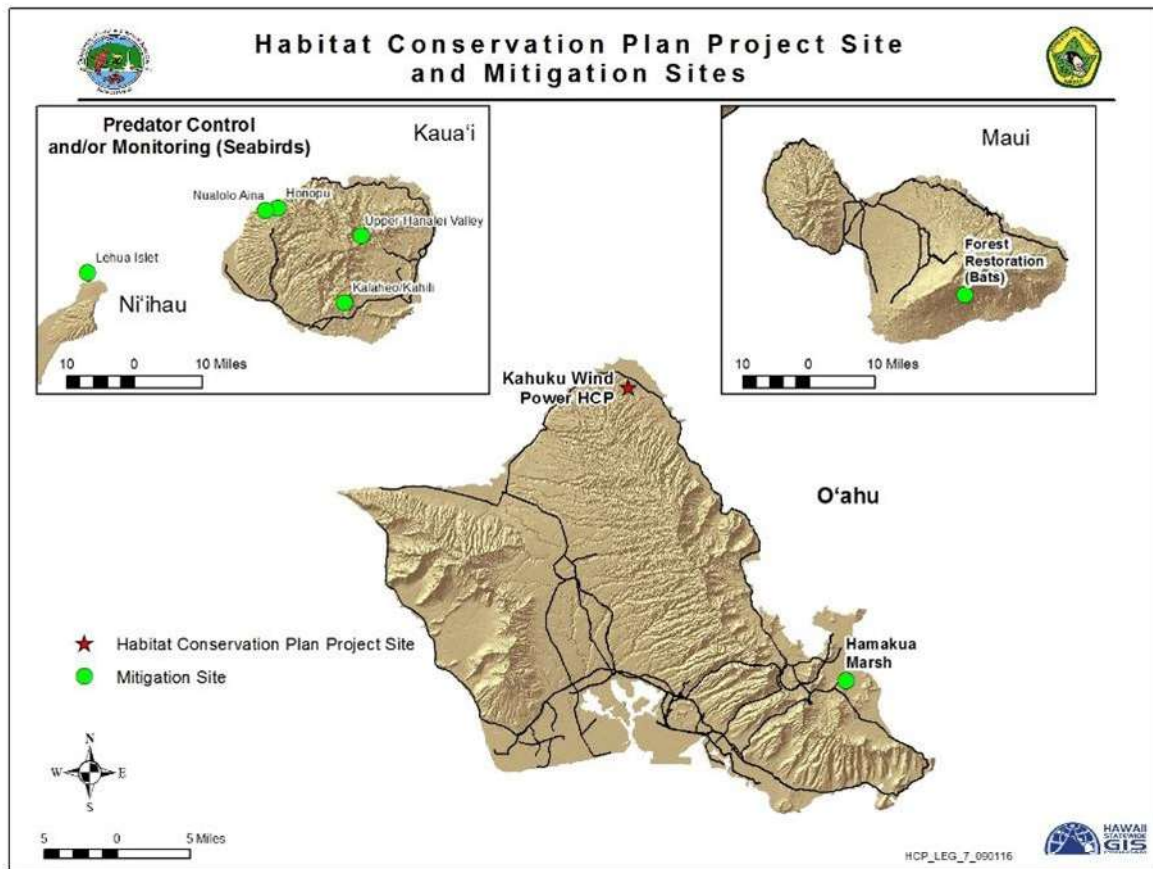 Habitat Conservation Plan Project Site
and Mitigation Sites
Predator Control
and/or Monitoring (Seabirds)
Kaua‘i
Nualolo Aina
Honopu
Upper Hanalei Valley
Lehua Islet
Kalaheo/Kahili
Ni‘ihau
10 0 10 Miles
Maui
Forest
Restoration
(Bats)
10 0 10 Miles
Kahuku Wind
Power HCP
O‘ahu
Hamakua
Marsh
Habitat Conservation Plan Project Site
Mitigation Site
N
W E
S
5 0 5 Miles
HCP_LEG_7_090116
HAWAII
STATEWIDE
GIS